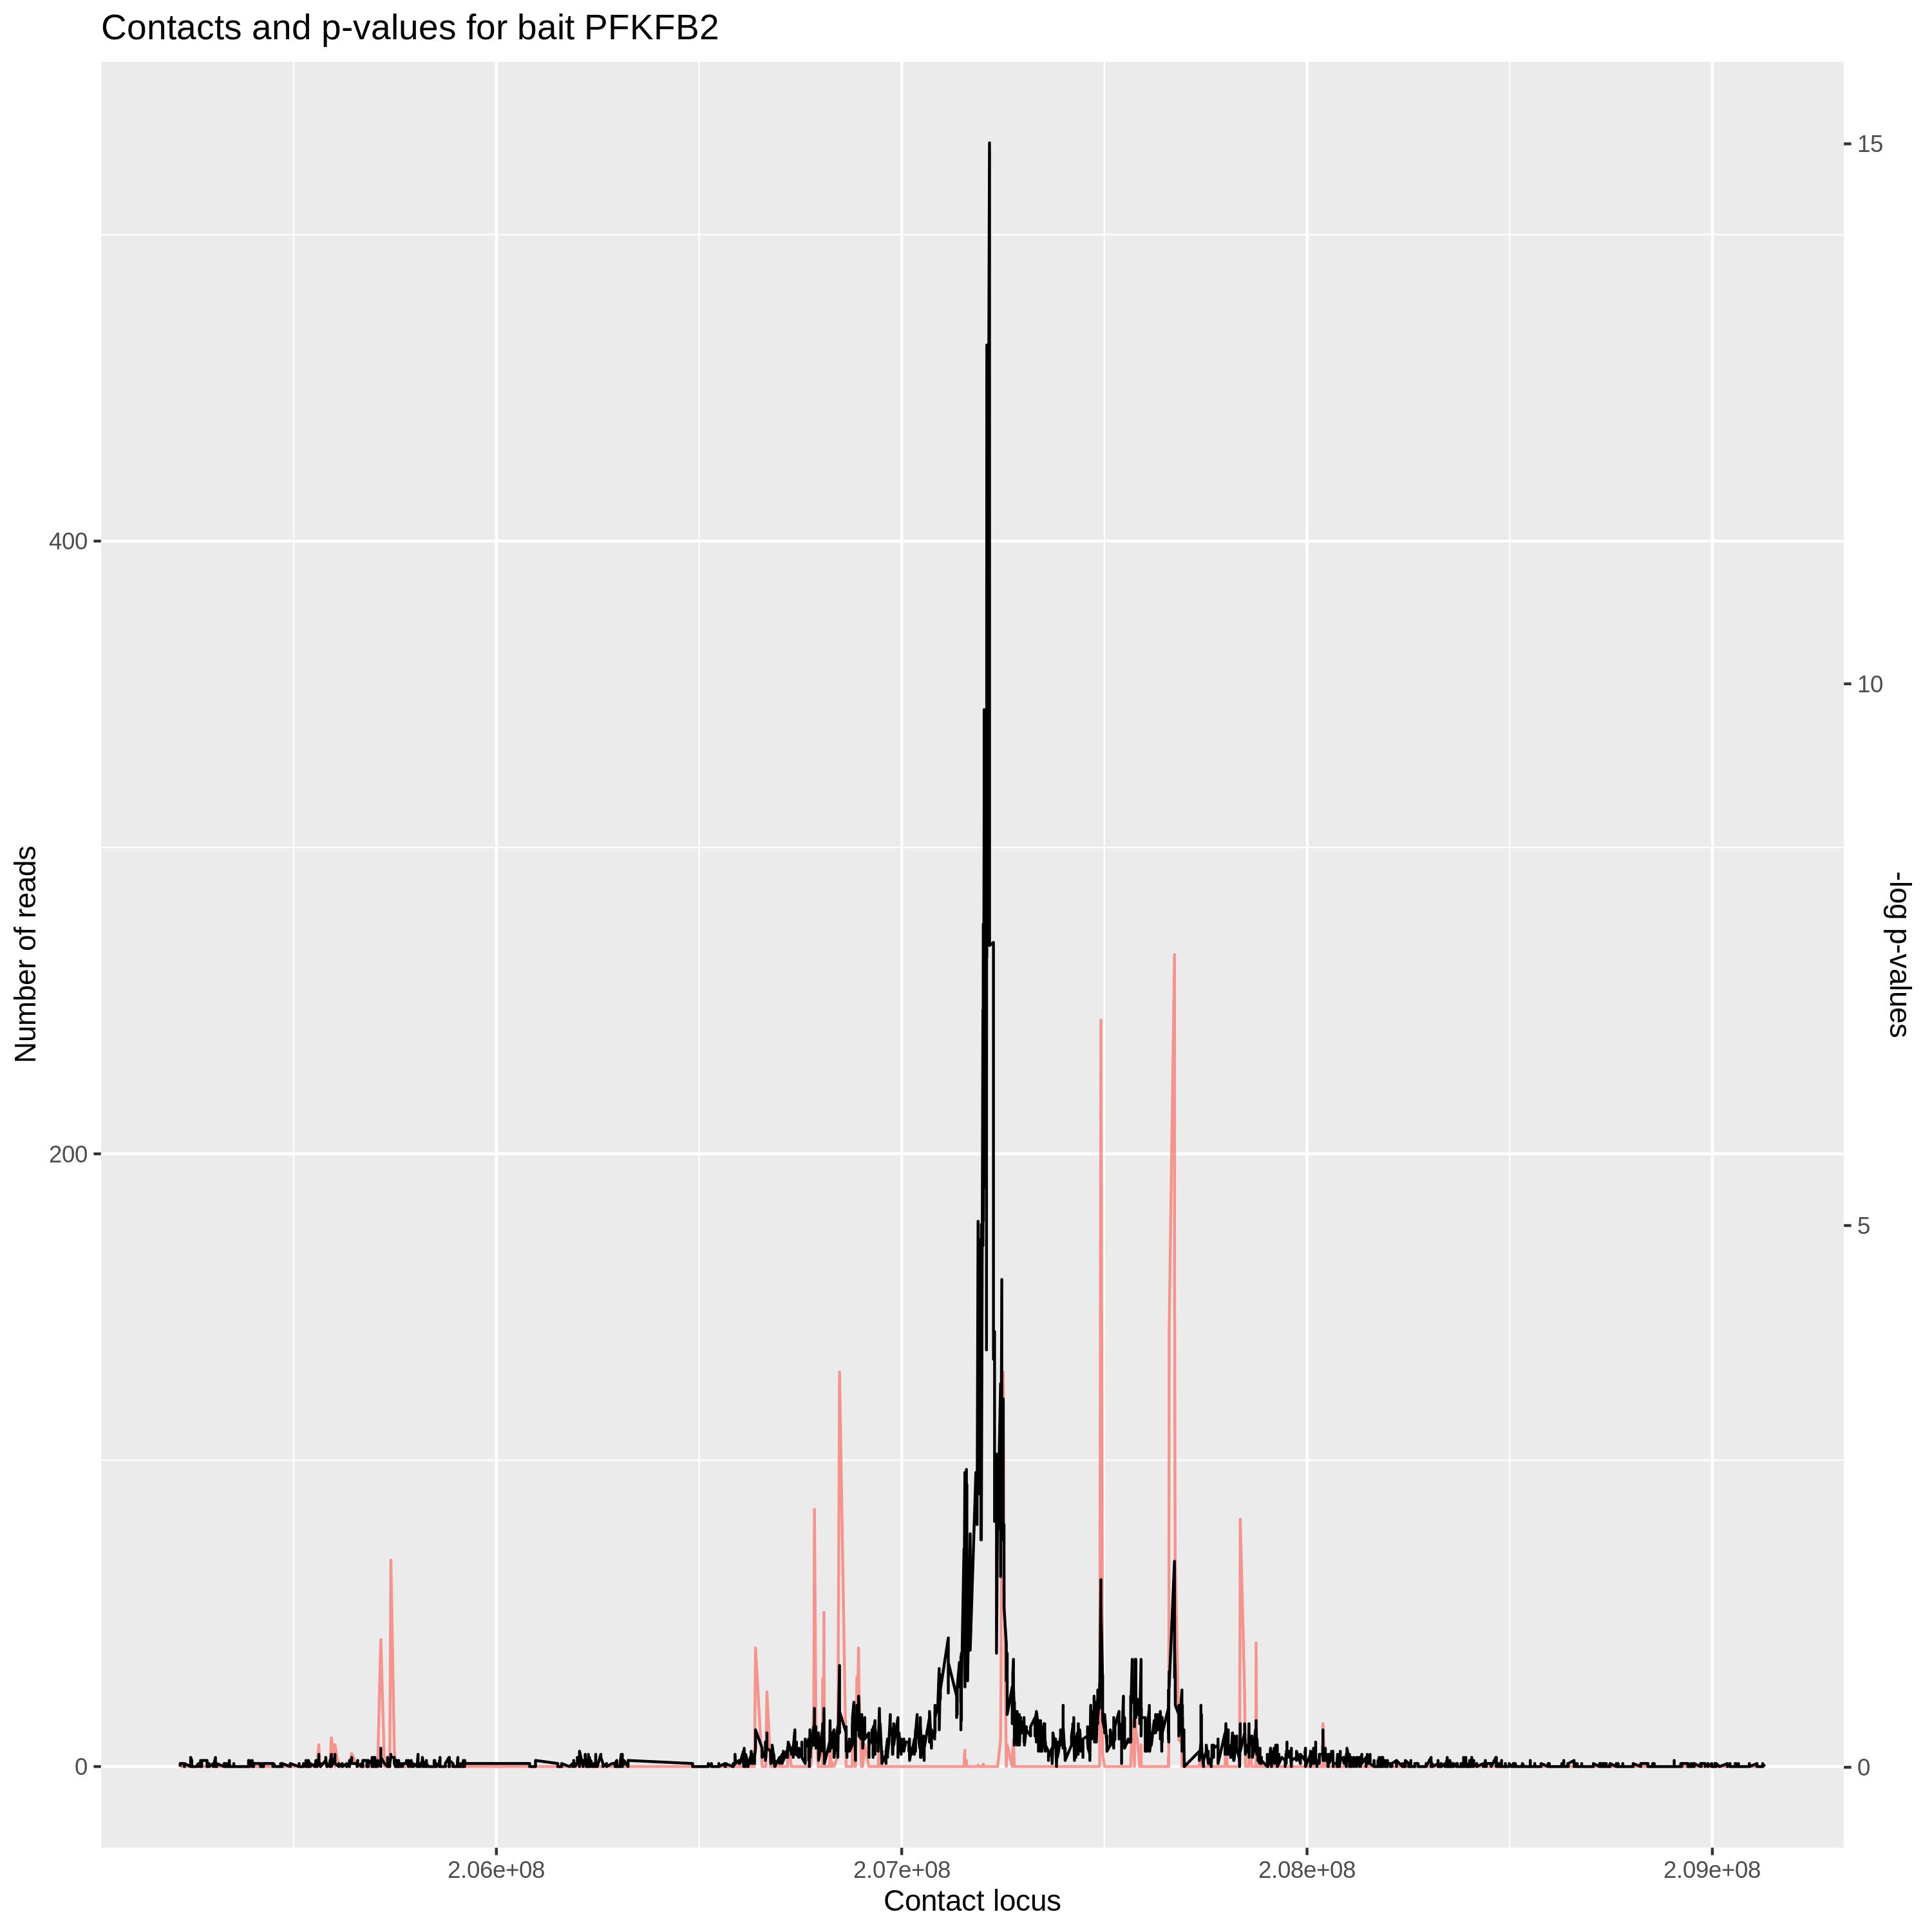 Contacts and p-values for bait PFKFB2
Number of reads
400
200
0
15
10
5
0
-log p-values
2.06e+08
2.07e+08
2.08e+08
2.09e+08
Contact locus